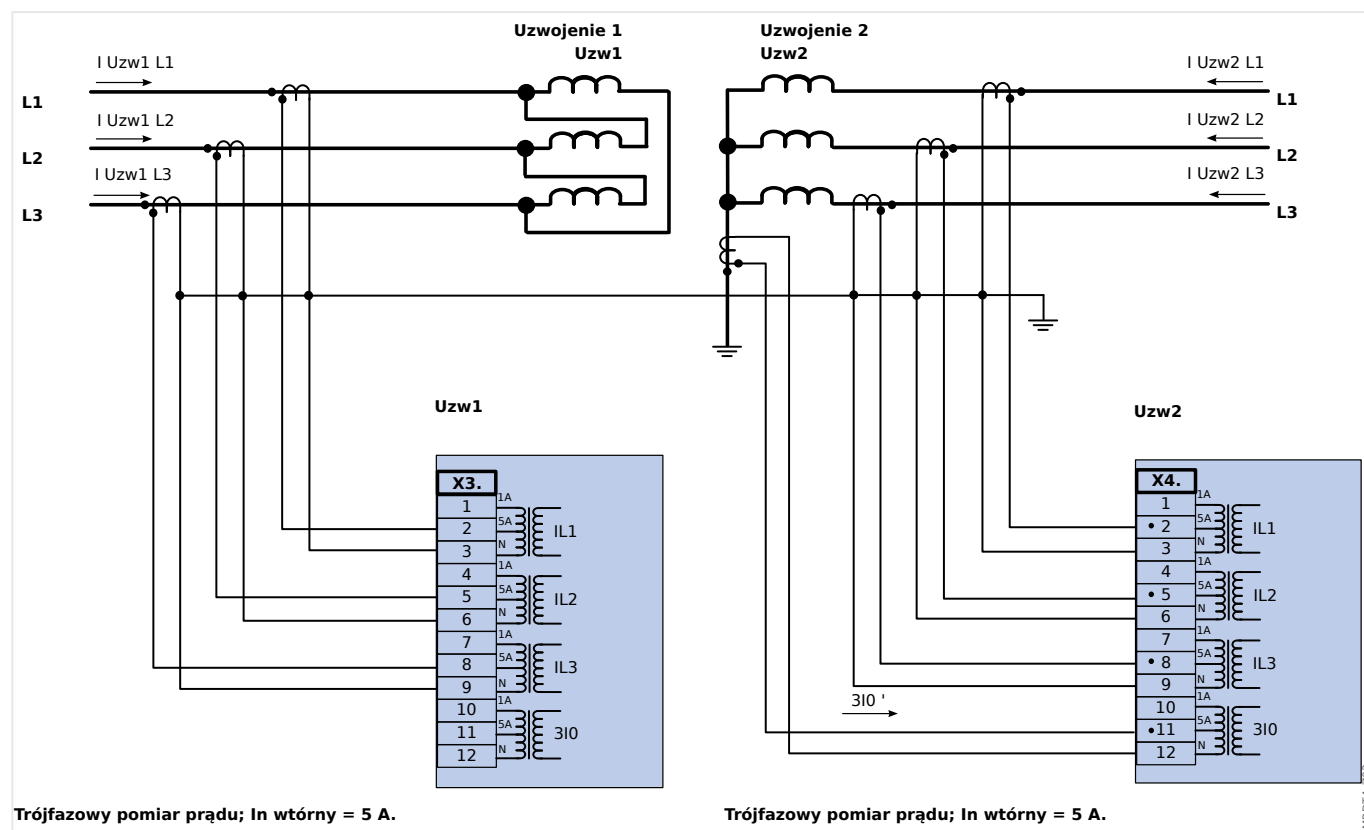 Uzwojenie 1
Uzw1
Uzwojenie 2
Uzw2
I Uzw1 L1
L1
I Uzw1 L2
L2
I Uzw1 L3
L3
I Uzw2 L1
L1
I Uzw2 L2
L2
I Uzw2 L3
L3
Uzw1
X3.
1 1A
2 5A IL1
3 N
4 1A
5 5A IL2
6 N
7 1A
8 5A IL3
9 N
10 1A
11 5A 3I0
12 N
Uzw2
X4.
1 1A
2 5A IL1
3 N
4 1A
5 5A IL2
6 N
7 1A
8 5A IL3
9 N
10 1A
11 5A 3I0
12 N
3I0 '
Trójfazowy pomiar prądu; In wtórny = 5 A.
Trójfazowy pomiar prądu; In wtórny = 5 A.